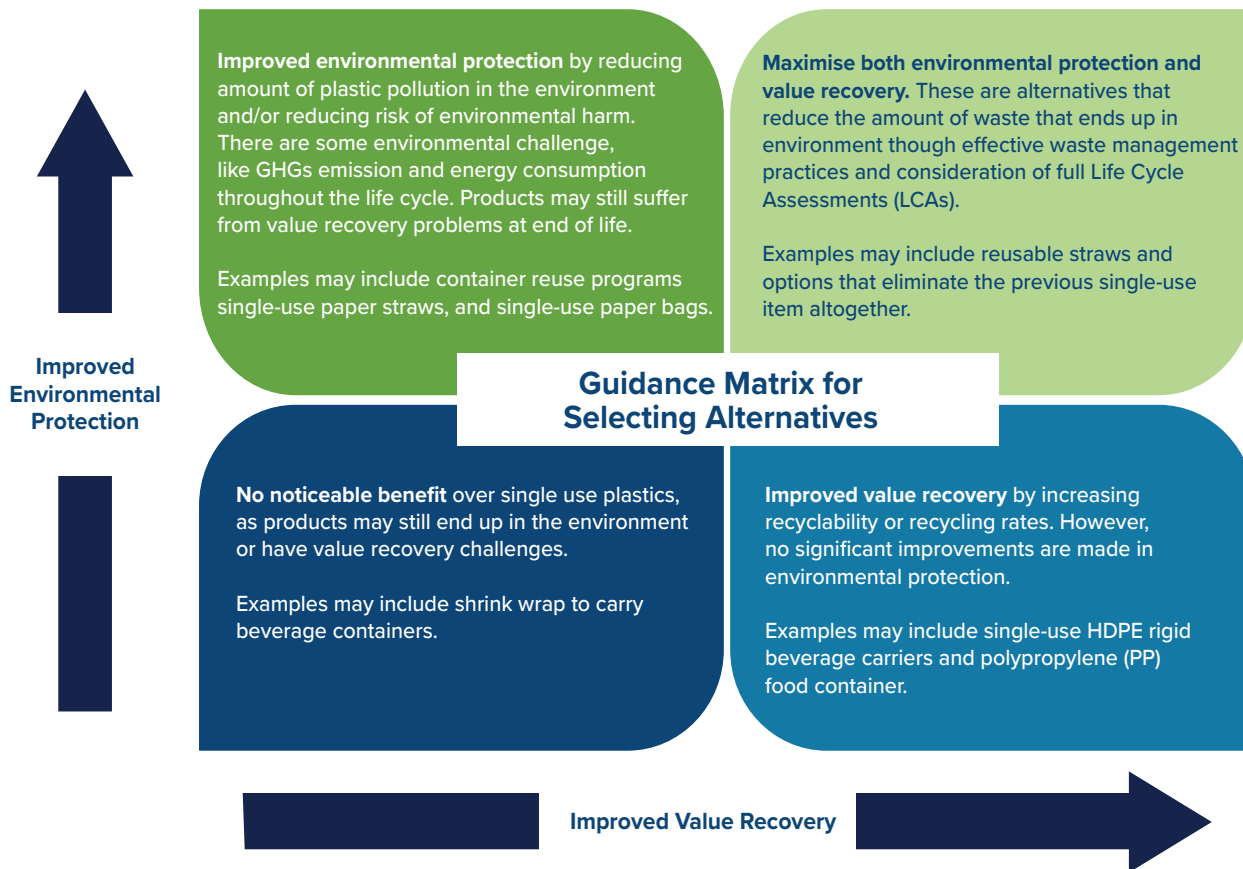 Improved environmental protection by reducing
amount of plastic pollution in the environment
and/or reducing risk of environmental harm.
There are some environmental challenge,
like GHGs emission and energy consumption
throughout the life cycle. Products may still suffer
from value recovery problems at end of life.
Examples may include container reuse programs
single-use paper straws, and single-use paper bags.
Maximise both environmental protection and
value recovery. These are alternatives that
reduce the amount of waste that ends up in
environment though effective waste management
practices and consideration of full Life Cycle
Assessments (LCAs).
Examples may include reusable straws and
options that eliminate the previous single-use
item altogether.
Improved
Environmental
Protection
Guidance Matrix for
Selecting Alternatives
No noticeable benefit over single use plastics,
as products may still end up in the environment
or have value recovery challenges.
Examples may include shrink wrap to carry
beverage containers.
Improved value recovery by increasing
recyclability or recycling rates. However,
no significant improvements are made in
environmental protection.
Examples may include single-use HDPE rigid
beverage carriers and polypropylene (PP)
food container.
Improved Value Recovery